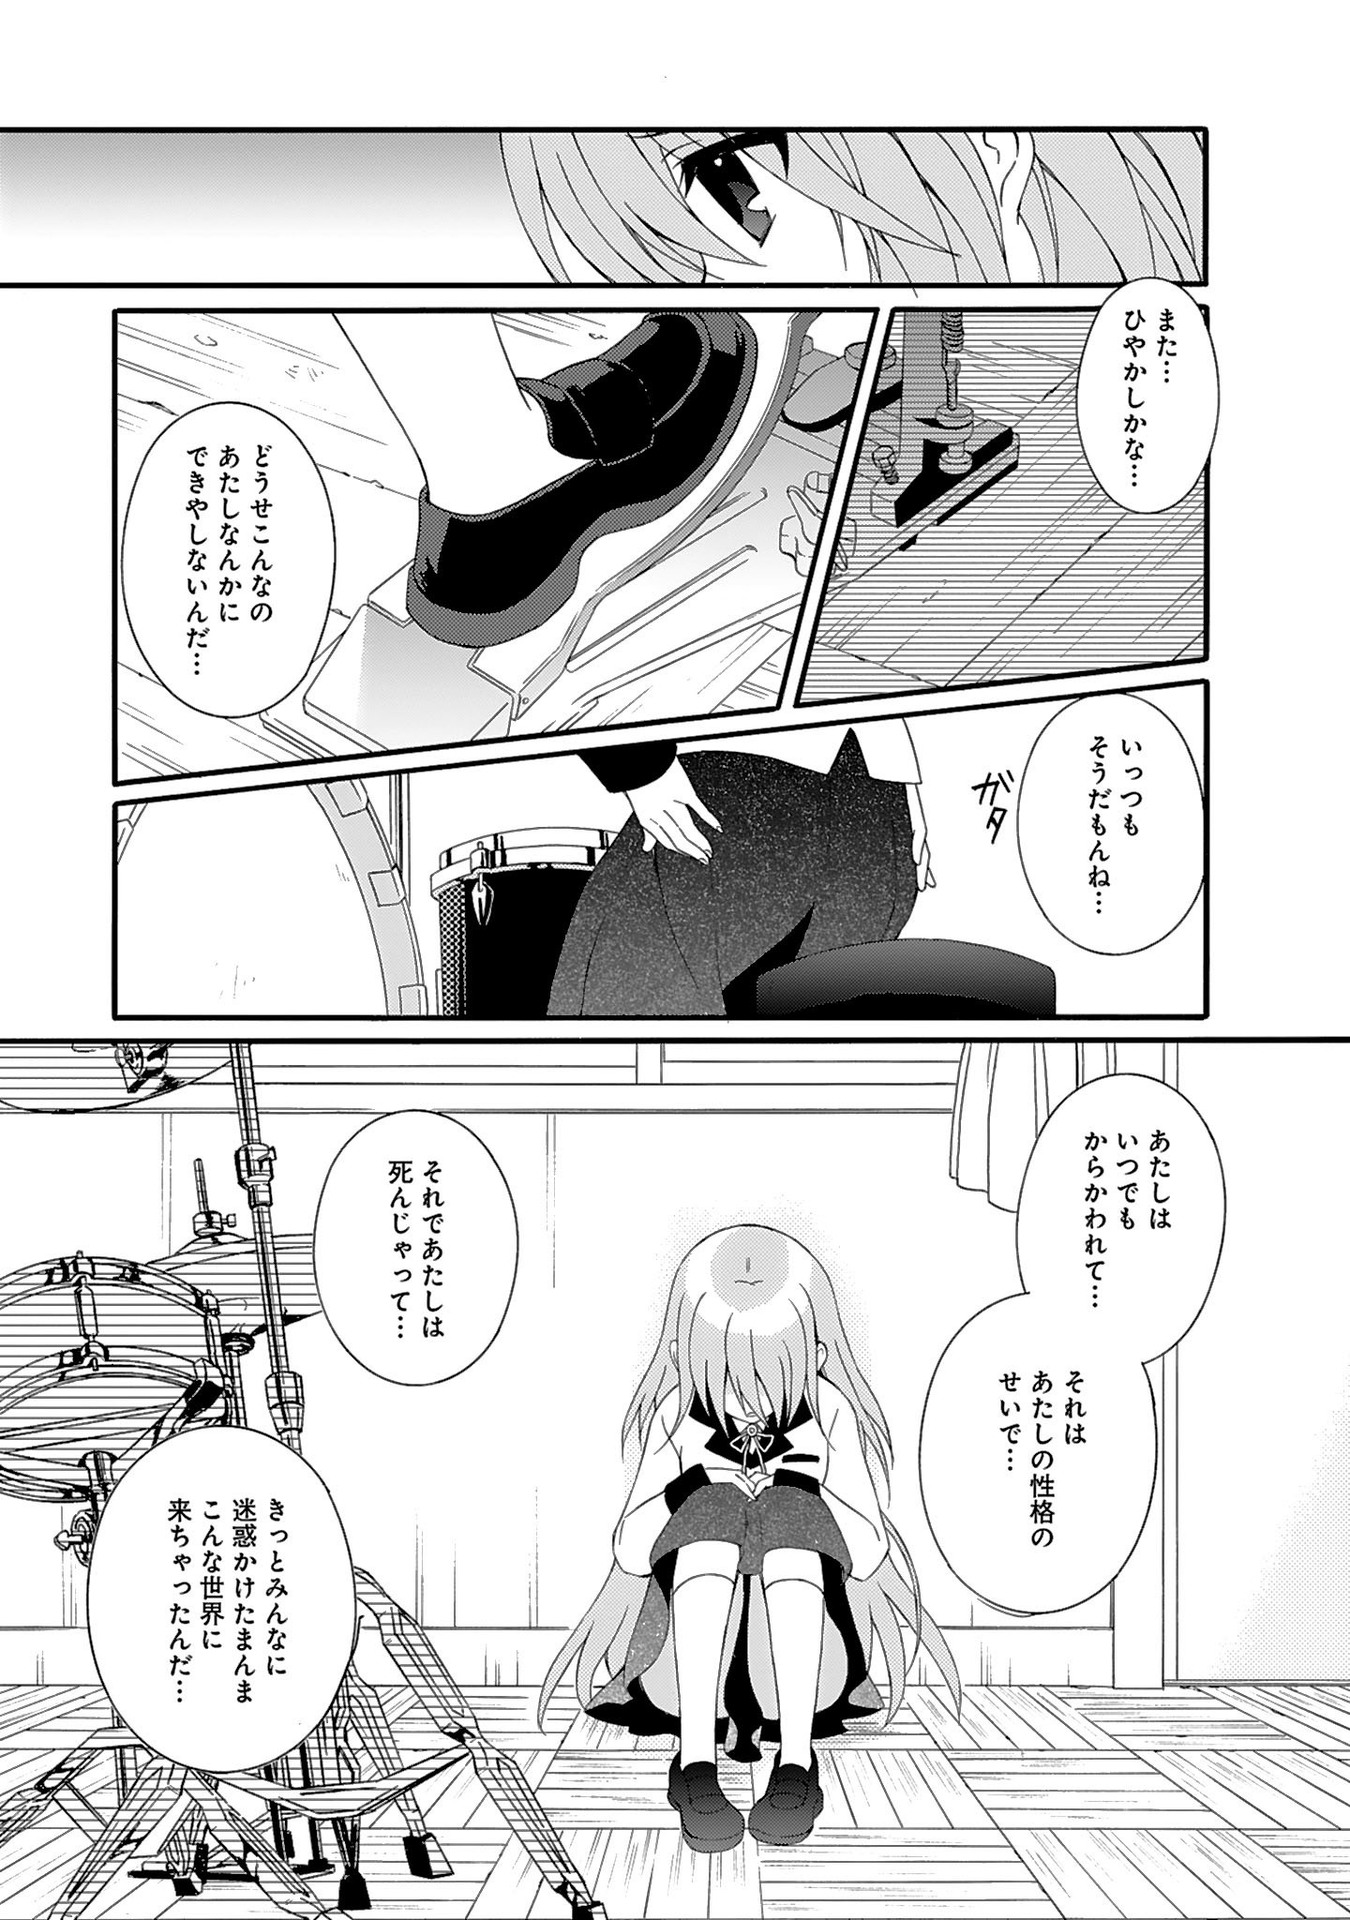 また…
ひやかしかな…
どうせこんなの
あたしなんかに
できやしないんだ…
いっつも
そうだもんね…
ガタ
あたしは
いつでも
からかわれて…
それは
あたしの性格の
せいで…
それであたしは
死んじゃって…
きっとみんなに
迷惑かけたまんま
こんな世界に
来ちゃったんだ…